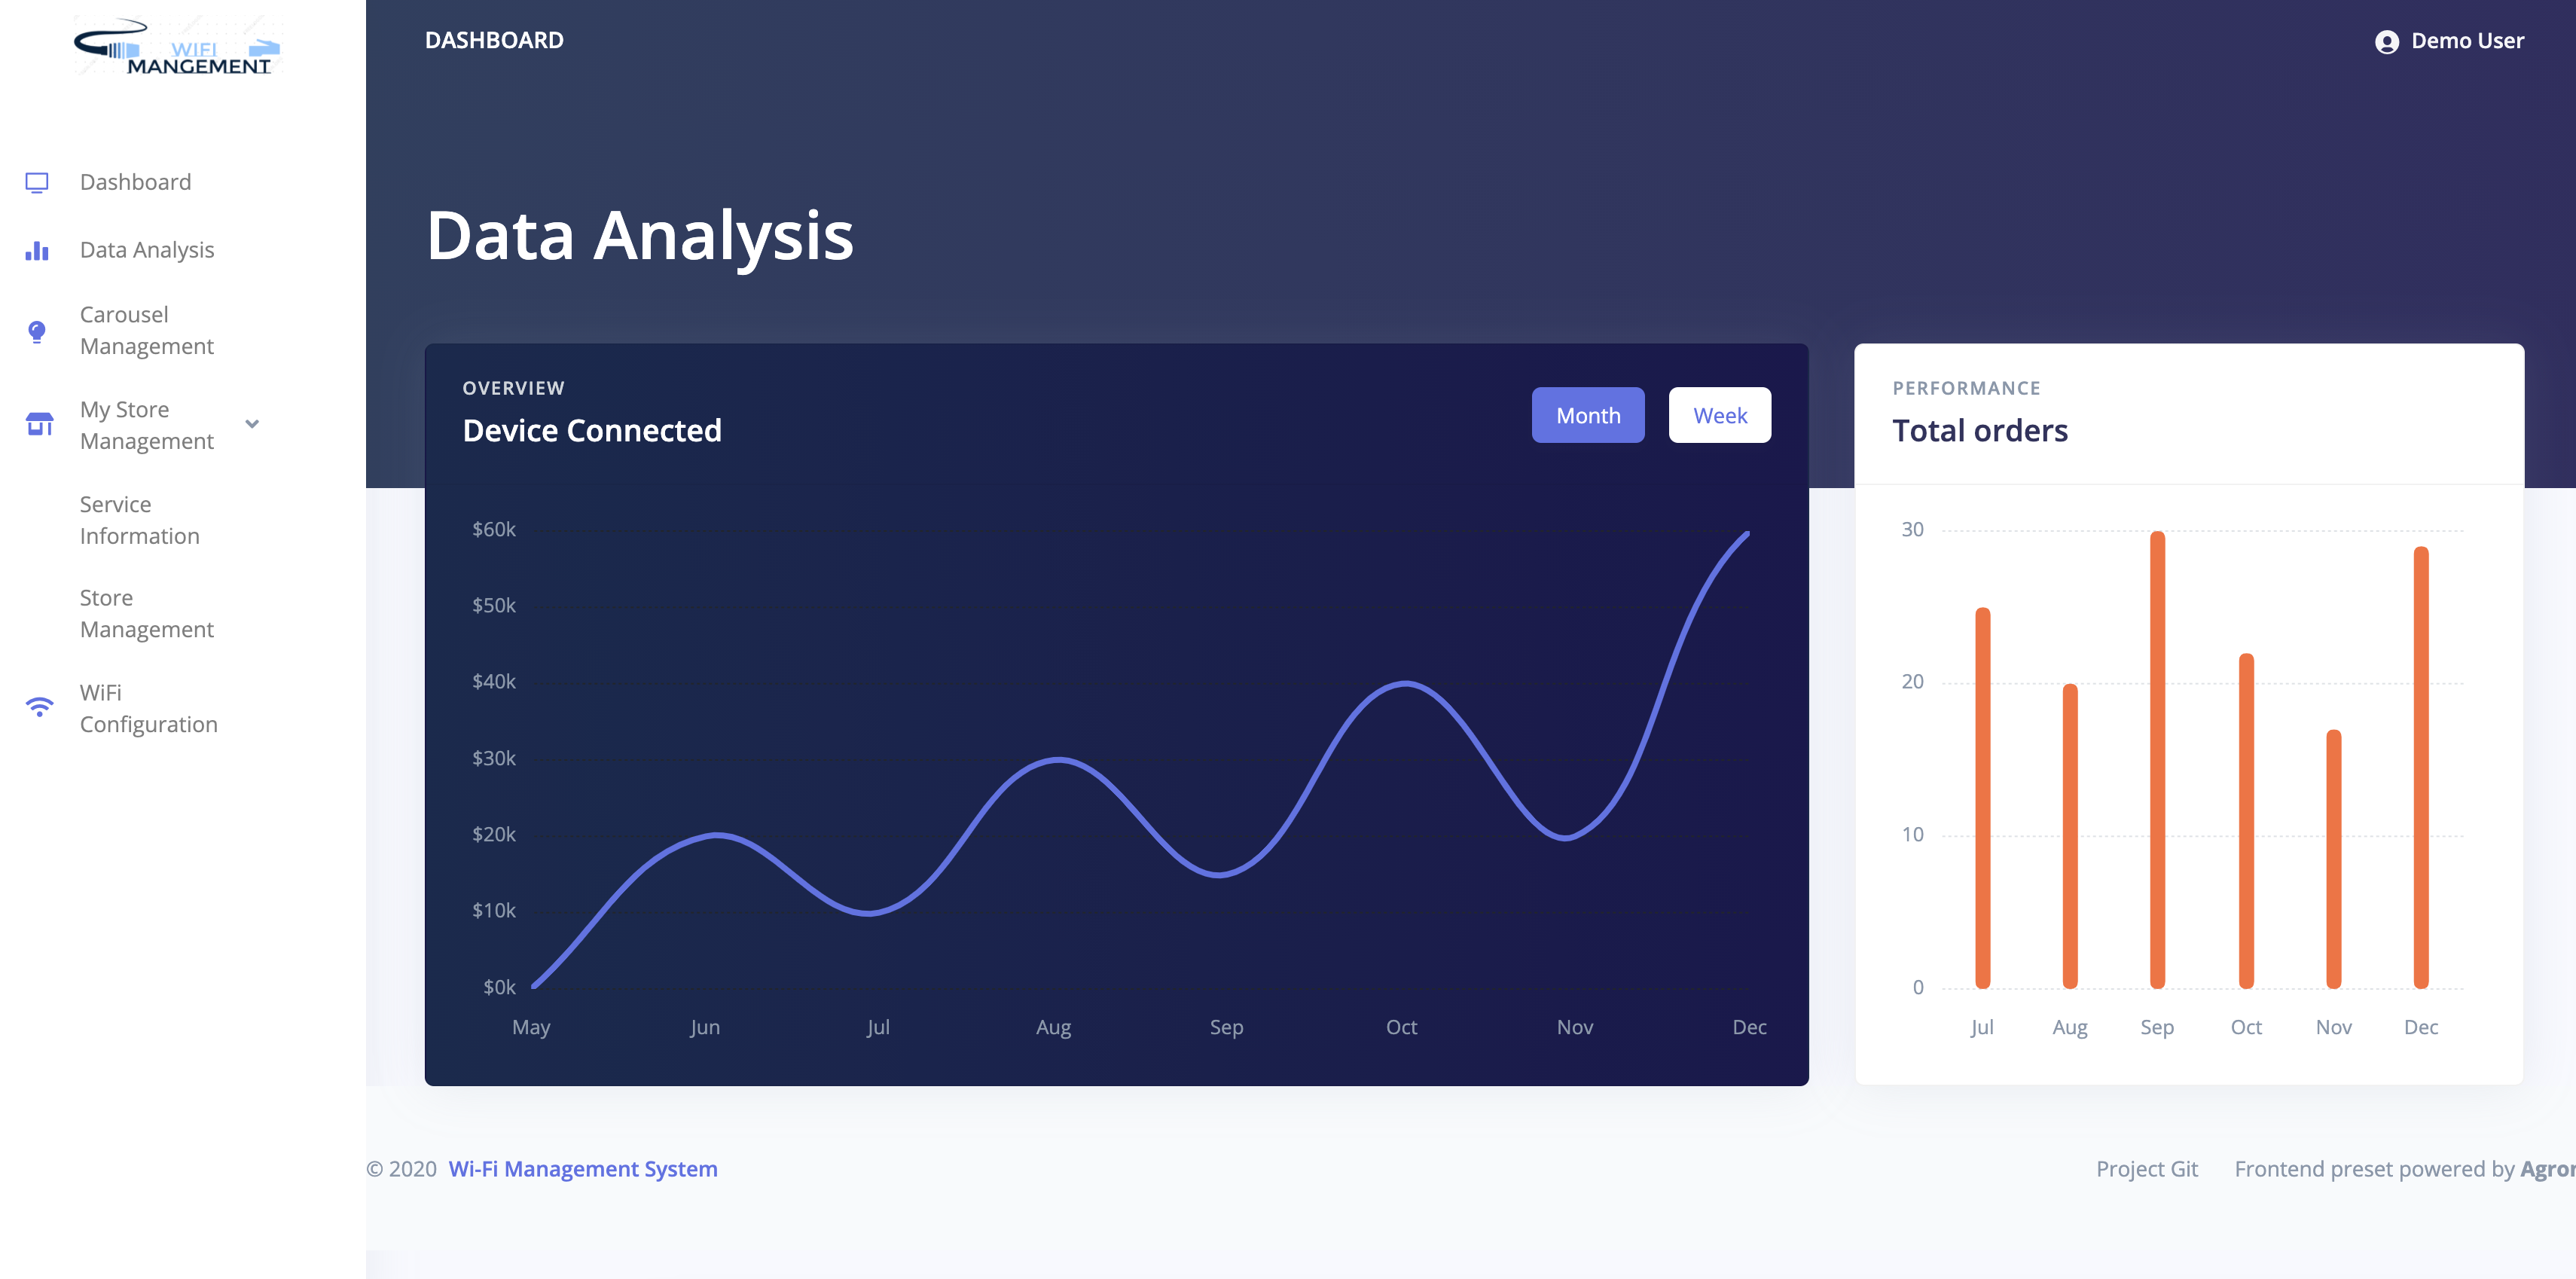 WIFI
MANGEMENT
DASHBOARD
Demo User
Dashboard
Data Analysis
Carousel
Management
My Store
Management
Service
Information
Store
Management
WiFi
Configuration
Data Analysis
OVERVIEW
Device Connected
Month
Week
$60k
$50k
$40k
$30k
$20k
$10k
$0k
May Jun Jul Aug Sep Oct Nov Dec
PERFORMANCE
Total orders
30
20
10
0
Jul Aug Sep Oct Nov Dec
© 2020 Wi-Fi Management System
Project Git Frontend preset powered by